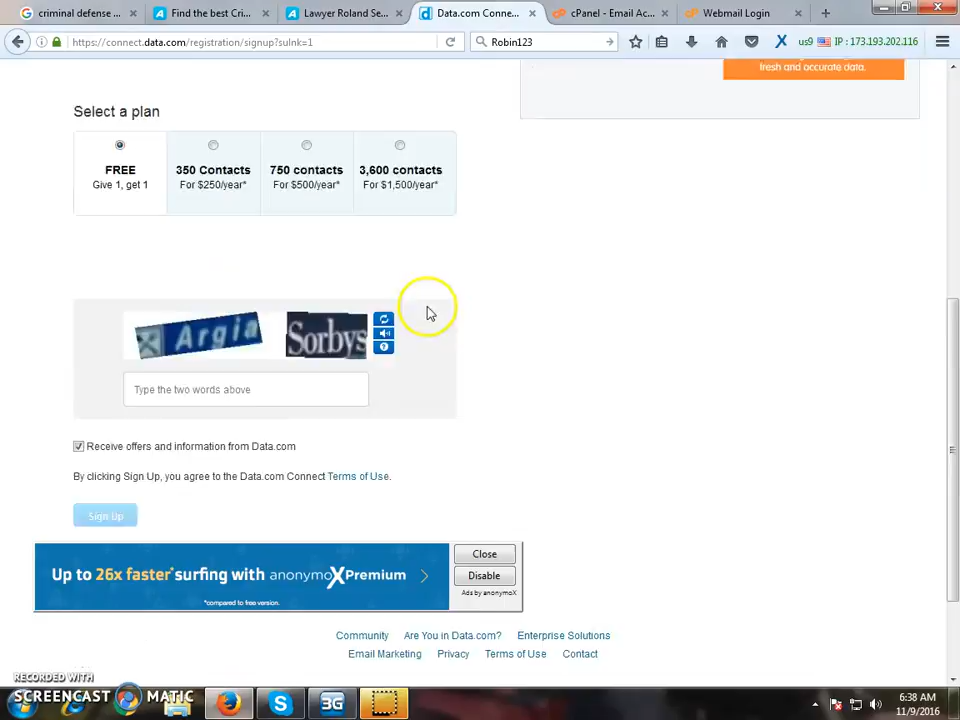 criminal defense ...
Find the best Cri...
Lawyer Roland Se...
Data.com Conne...
cPanel - Email Ac...
Webmail Login
https://connect.data.com/registration/signup?sulnk=1
Robin123
us9 IP : 173.193.202.116
fresh and accurate data.
Select a plan
FREE
Give 1, get 1
350 Contacts
For $250/year*
750 contacts
For $500/year*
3,600 contacts
For $1,500/year*
Argia
Sorbys
Type the two words above
Receive offers and information from Data.com
By clicking Sign Up, you agree to the Data.com Connect Terms of Use.
Sign Up
Up to 26x faster* surfing with anonymoX Premium
*compared to free version.
Close
Disable
Ads by anonymoX
Community Are You in Data.com? Enterprise Solutions
Email Marketing Privacy Terms of Use Contact
RECORDED WITH
SCREENCAST MATIC
3G
6:38 AM
11/9/2016